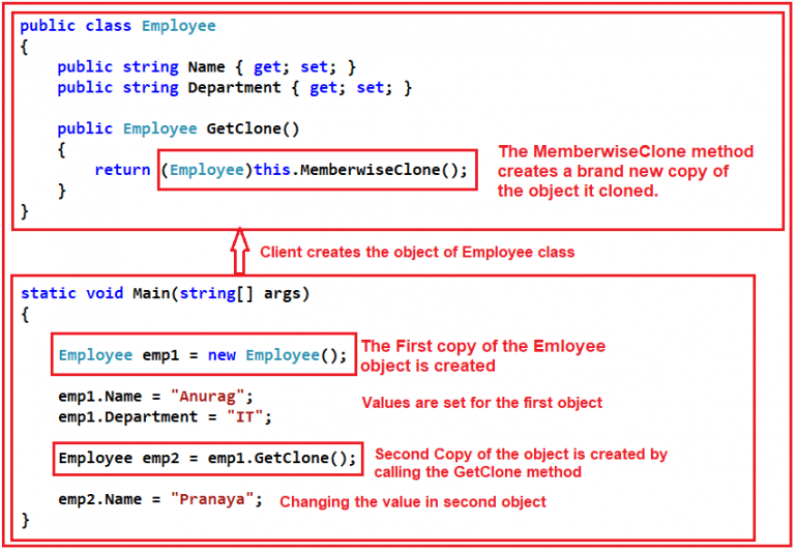 public class Employee
{
public string Name { get; set; }
public string Department { get; set; }
public Employee GetClone()
{
return (Employee)this.MemberwiseClone();
}
}
The MemberwiseClone method
creates a brand new copy of
the object it cloned.
Client creates the object of Employee class
static void Main(string[] args)
{
Employee emp1 = new Employee();
The First copy of the Emloyee
object is created
emp1.Name = "Anurag";
emp1.Department = "IT";
Values are set for the first object
Employee emp2 = emp1.GetClone();
Second Copy of the object is created by
calling the GetClone method
emp2.Name = "Pranaya";
Changing the value in second object
}